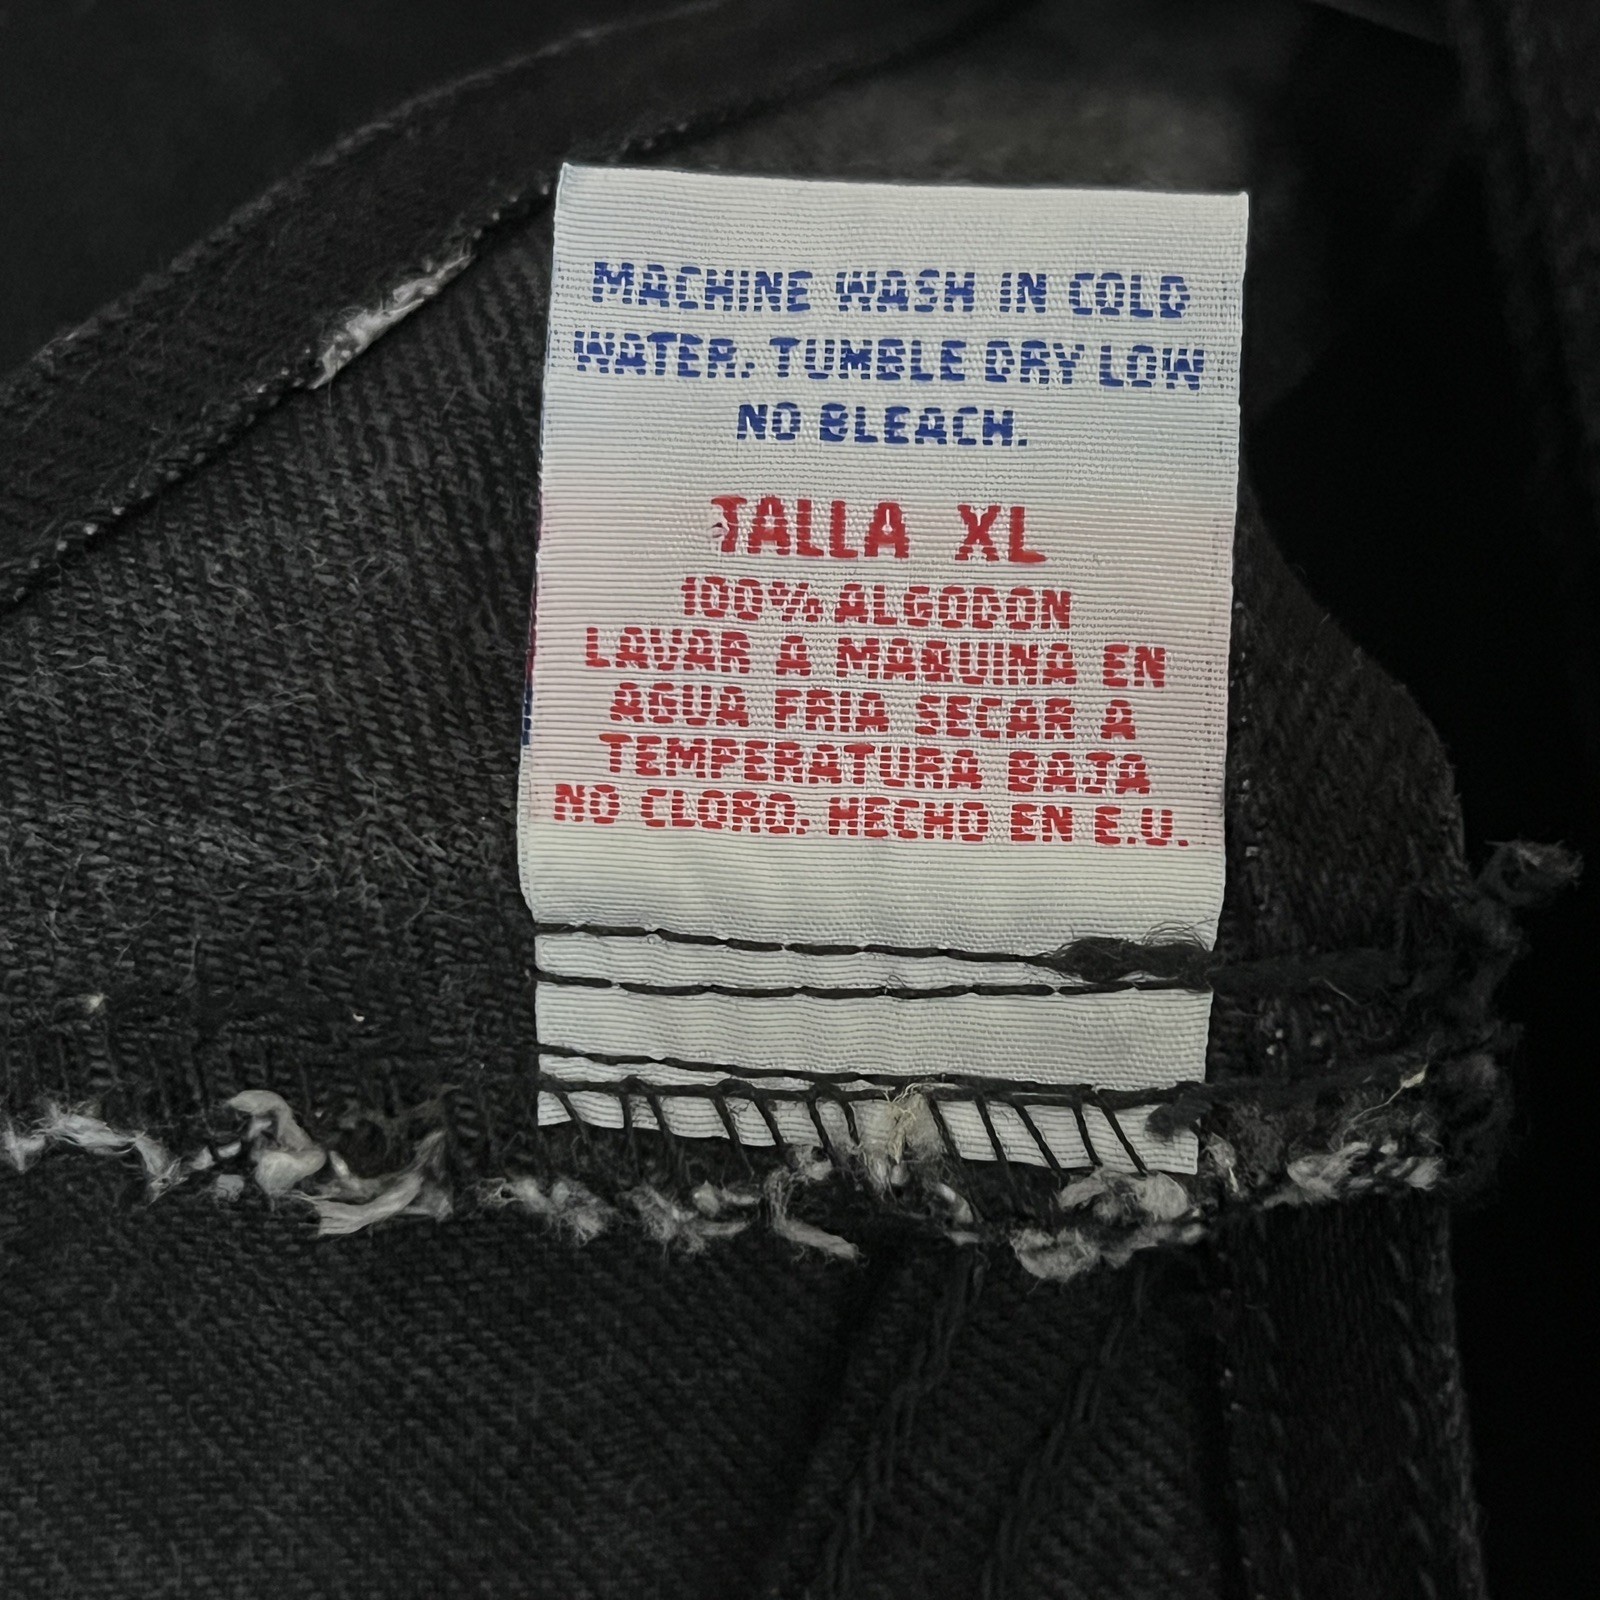 MACHINE WASH IN COLD
WATER. TUMBLE DRY LOW
NO BLEACH.
TALLA XL
100% ALGODON
LAVAR A MAQUINA EN
AGUA FRIA SECAR A
TEMPERATURA BAJA
NO CLORO. HECHO EN E.U.